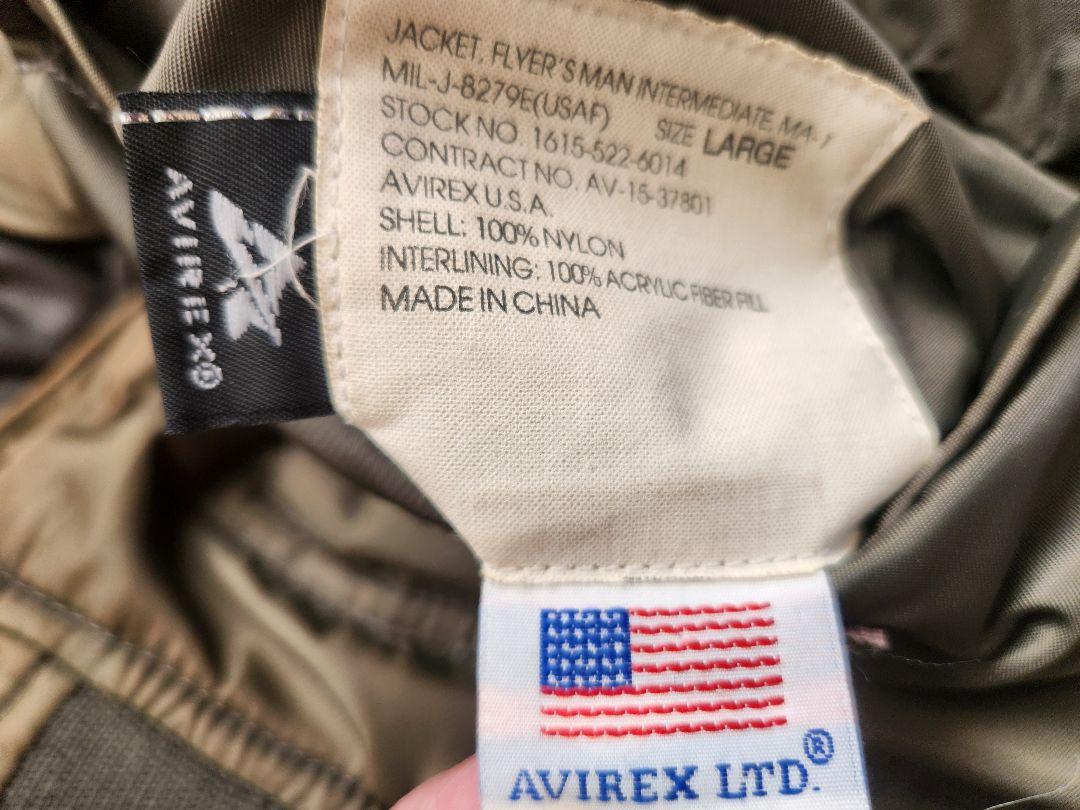 JACKET, FLYER'S MAN INTERMEDIATE, MA-1
MIL-J-8279E(USAF) SIZE LARGE
STOCK NO. 1615-522-6014
CONTRACT NO. AV-15-37801
AVIREX U.S.A.
SHELL: 100% NYLON
INTERLINING: 100% ACRYLIC FIBER FILL
MADE IN CHINA
AVIREX®
AVIREX LTD.®